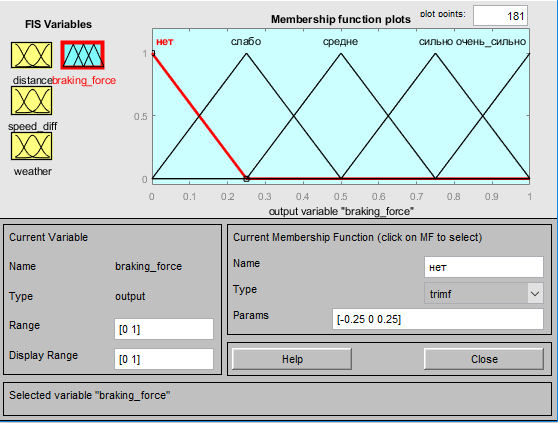 FIS Variables
distance
braking_force
speed_diff
weather
Membership function plots
plot points:
181
нет
слабо
средне
сильно
очень_сильно
1
0.5
0
0
0.1
0.2
0.3
0.4
0.5
0.6
0.7
0.8
0.9
1
output variable "braking_force"
Current Variable
Name
braking_force
Type
output
Range
[0 1]
Display Range
[0 1]
Current Membership Function (click on MF to select)
Name
нет
Type
trimf
Params
[-0.25 0 0.25]
Help
Close
Selected variable "braking_force"